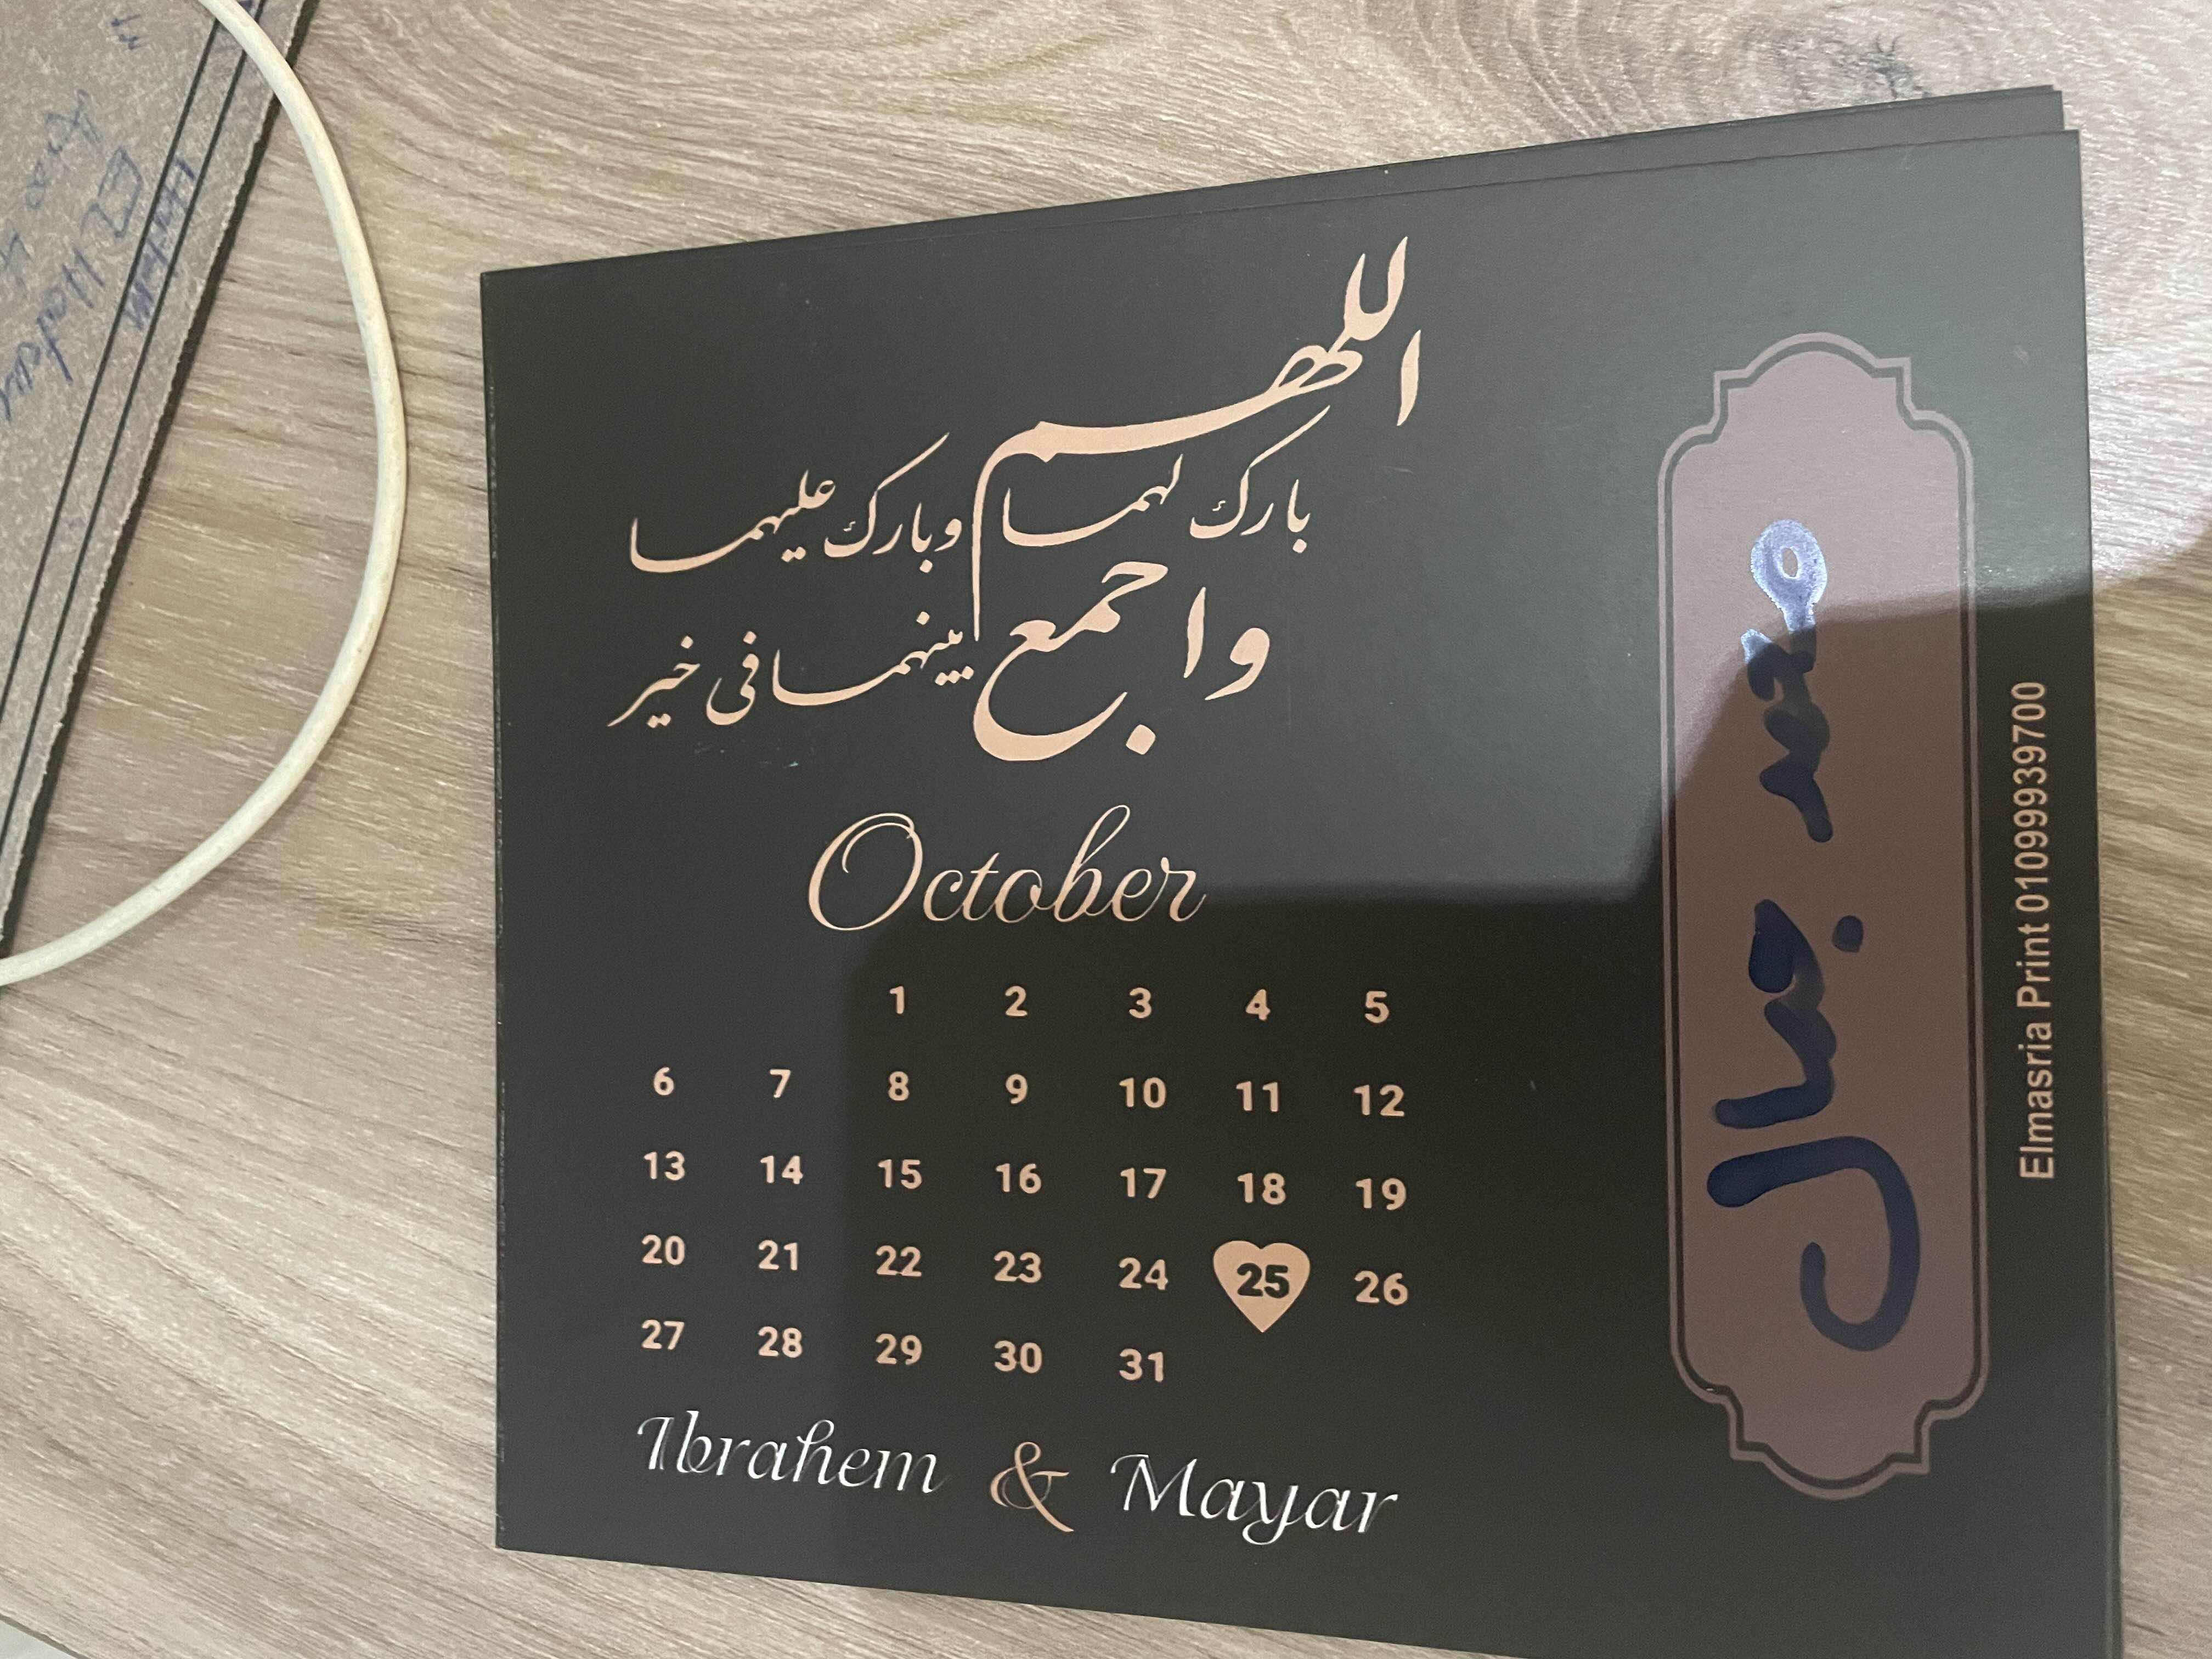 اللهم بارك لهما وبارك عليهما
واجمع بينهما في خير
October
1 2 3 4 5
6 7 8 9 10 11 12
13 14 15 16 17 18 19
20 21 22 23 24 25 26
27 28 29 30 31
Ibrahem & Mayar
محمد جمال
Elmasria Print 01099939700